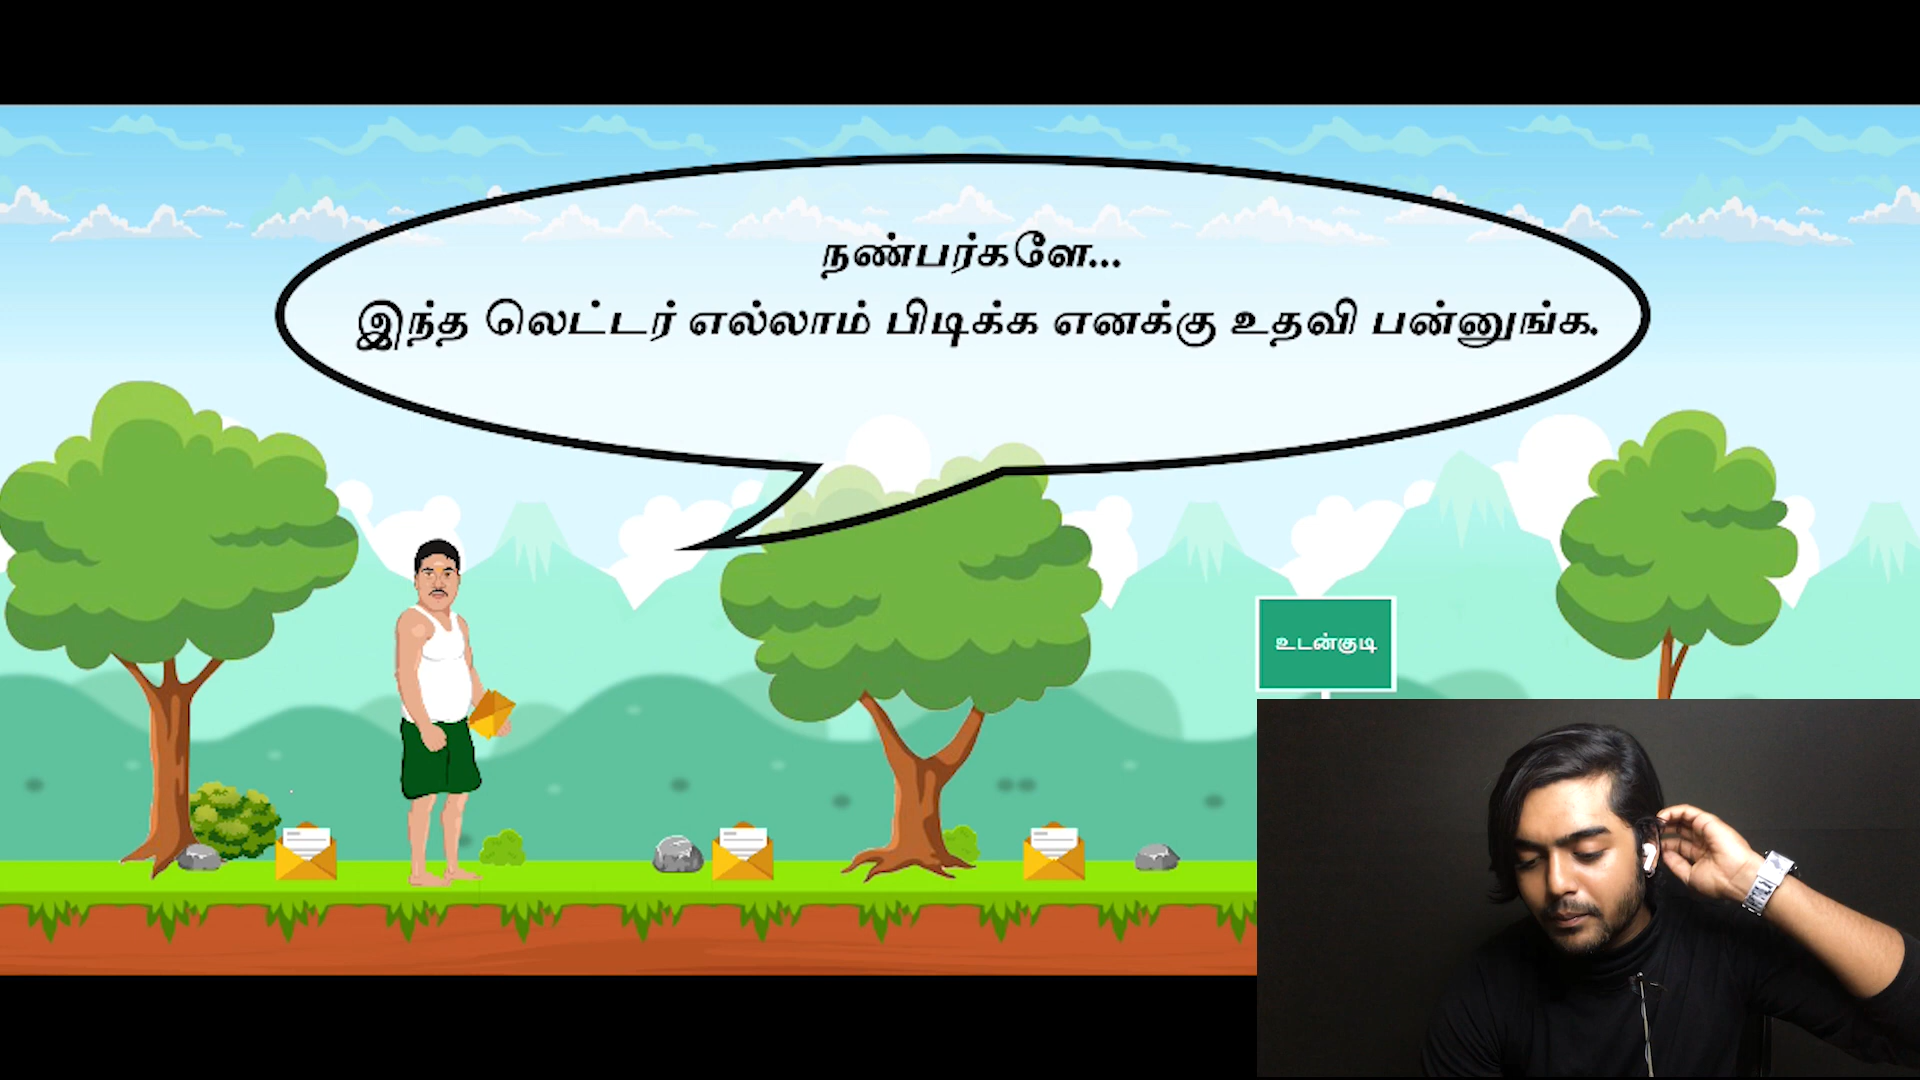 நண்பர்களே...
இந்த லெட்டர் எல்லாம் பிடிக்க எனக்கு உதவி பன்னுங்க.
உடன்குடி